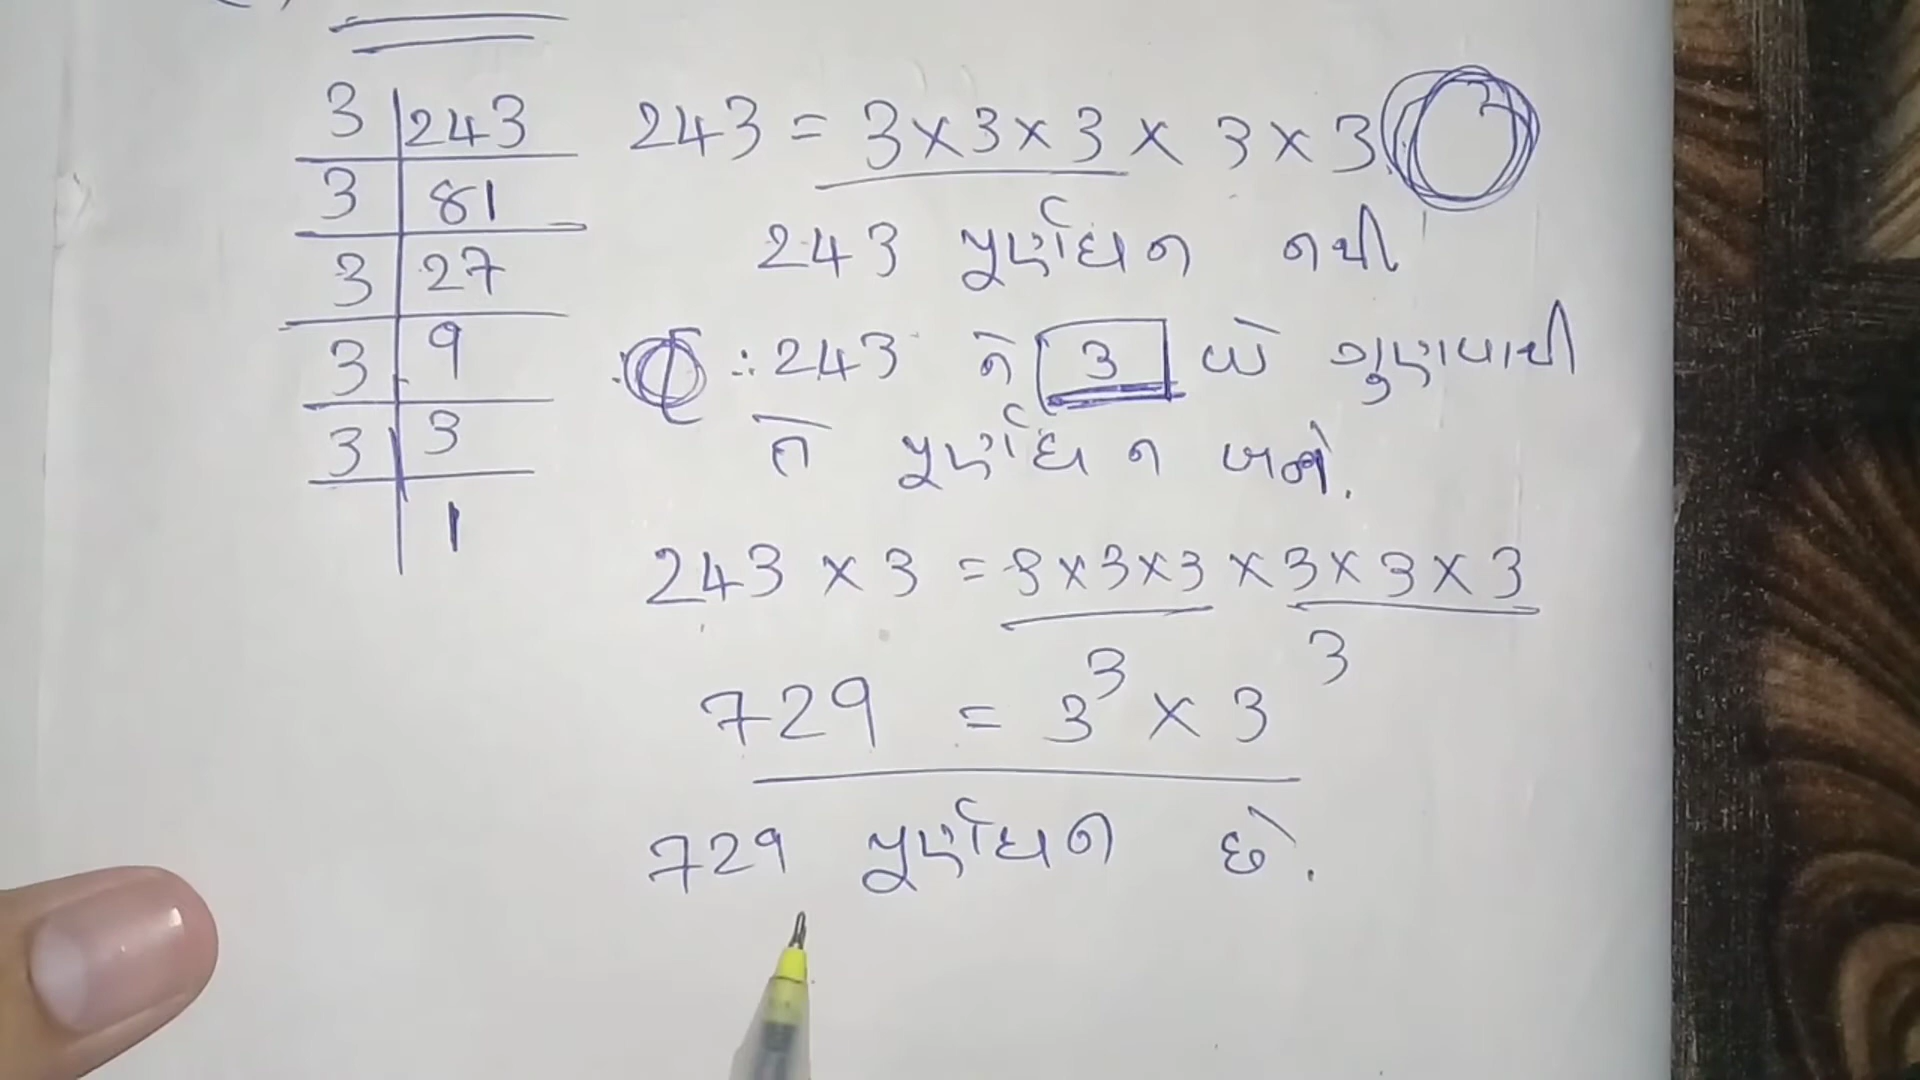 3 | 243
3 | 81
3 | 27
3 | 9
3 | 3
1
243 = 3 × 3 × 3 × 3 × 3
243 પૂર્ણઘન નથી
∴ 243 ને 3 વડે ગુણવાથી
તે પૂર્ણઘન બને.
243 × 3 = 3 × 3 × 3 × 3 × 3 × 3
729 = 3³ × 3³
729 પૂર્ણઘન છે.